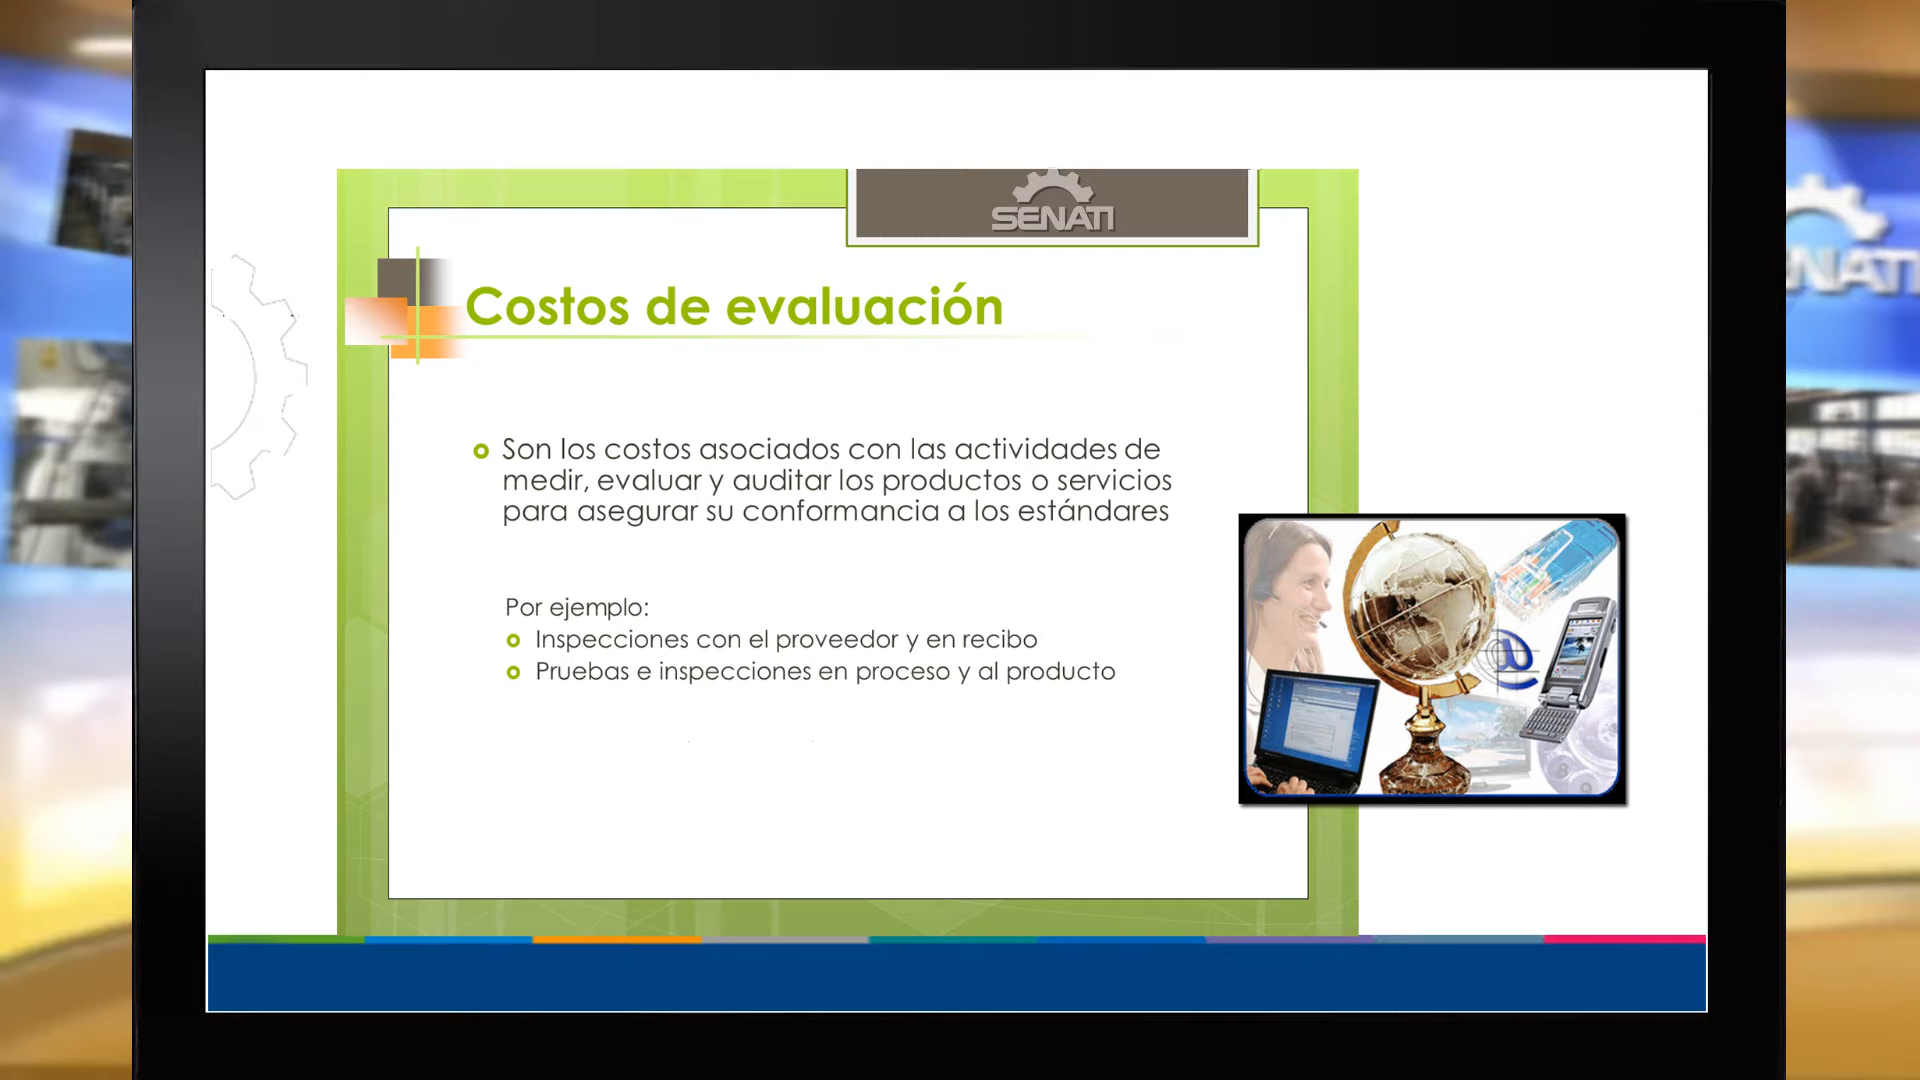 SENATI
Costos de evaluación
Son los costos asociados con las actividades de
medir, evaluar y auditar los productos o servicios
para asegurar su conformancia a los estándares
Por ejemplo:
Inspecciones con el proveedor y en recibo
Pruebas e inspecciones en proceso y al producto
@
NATI